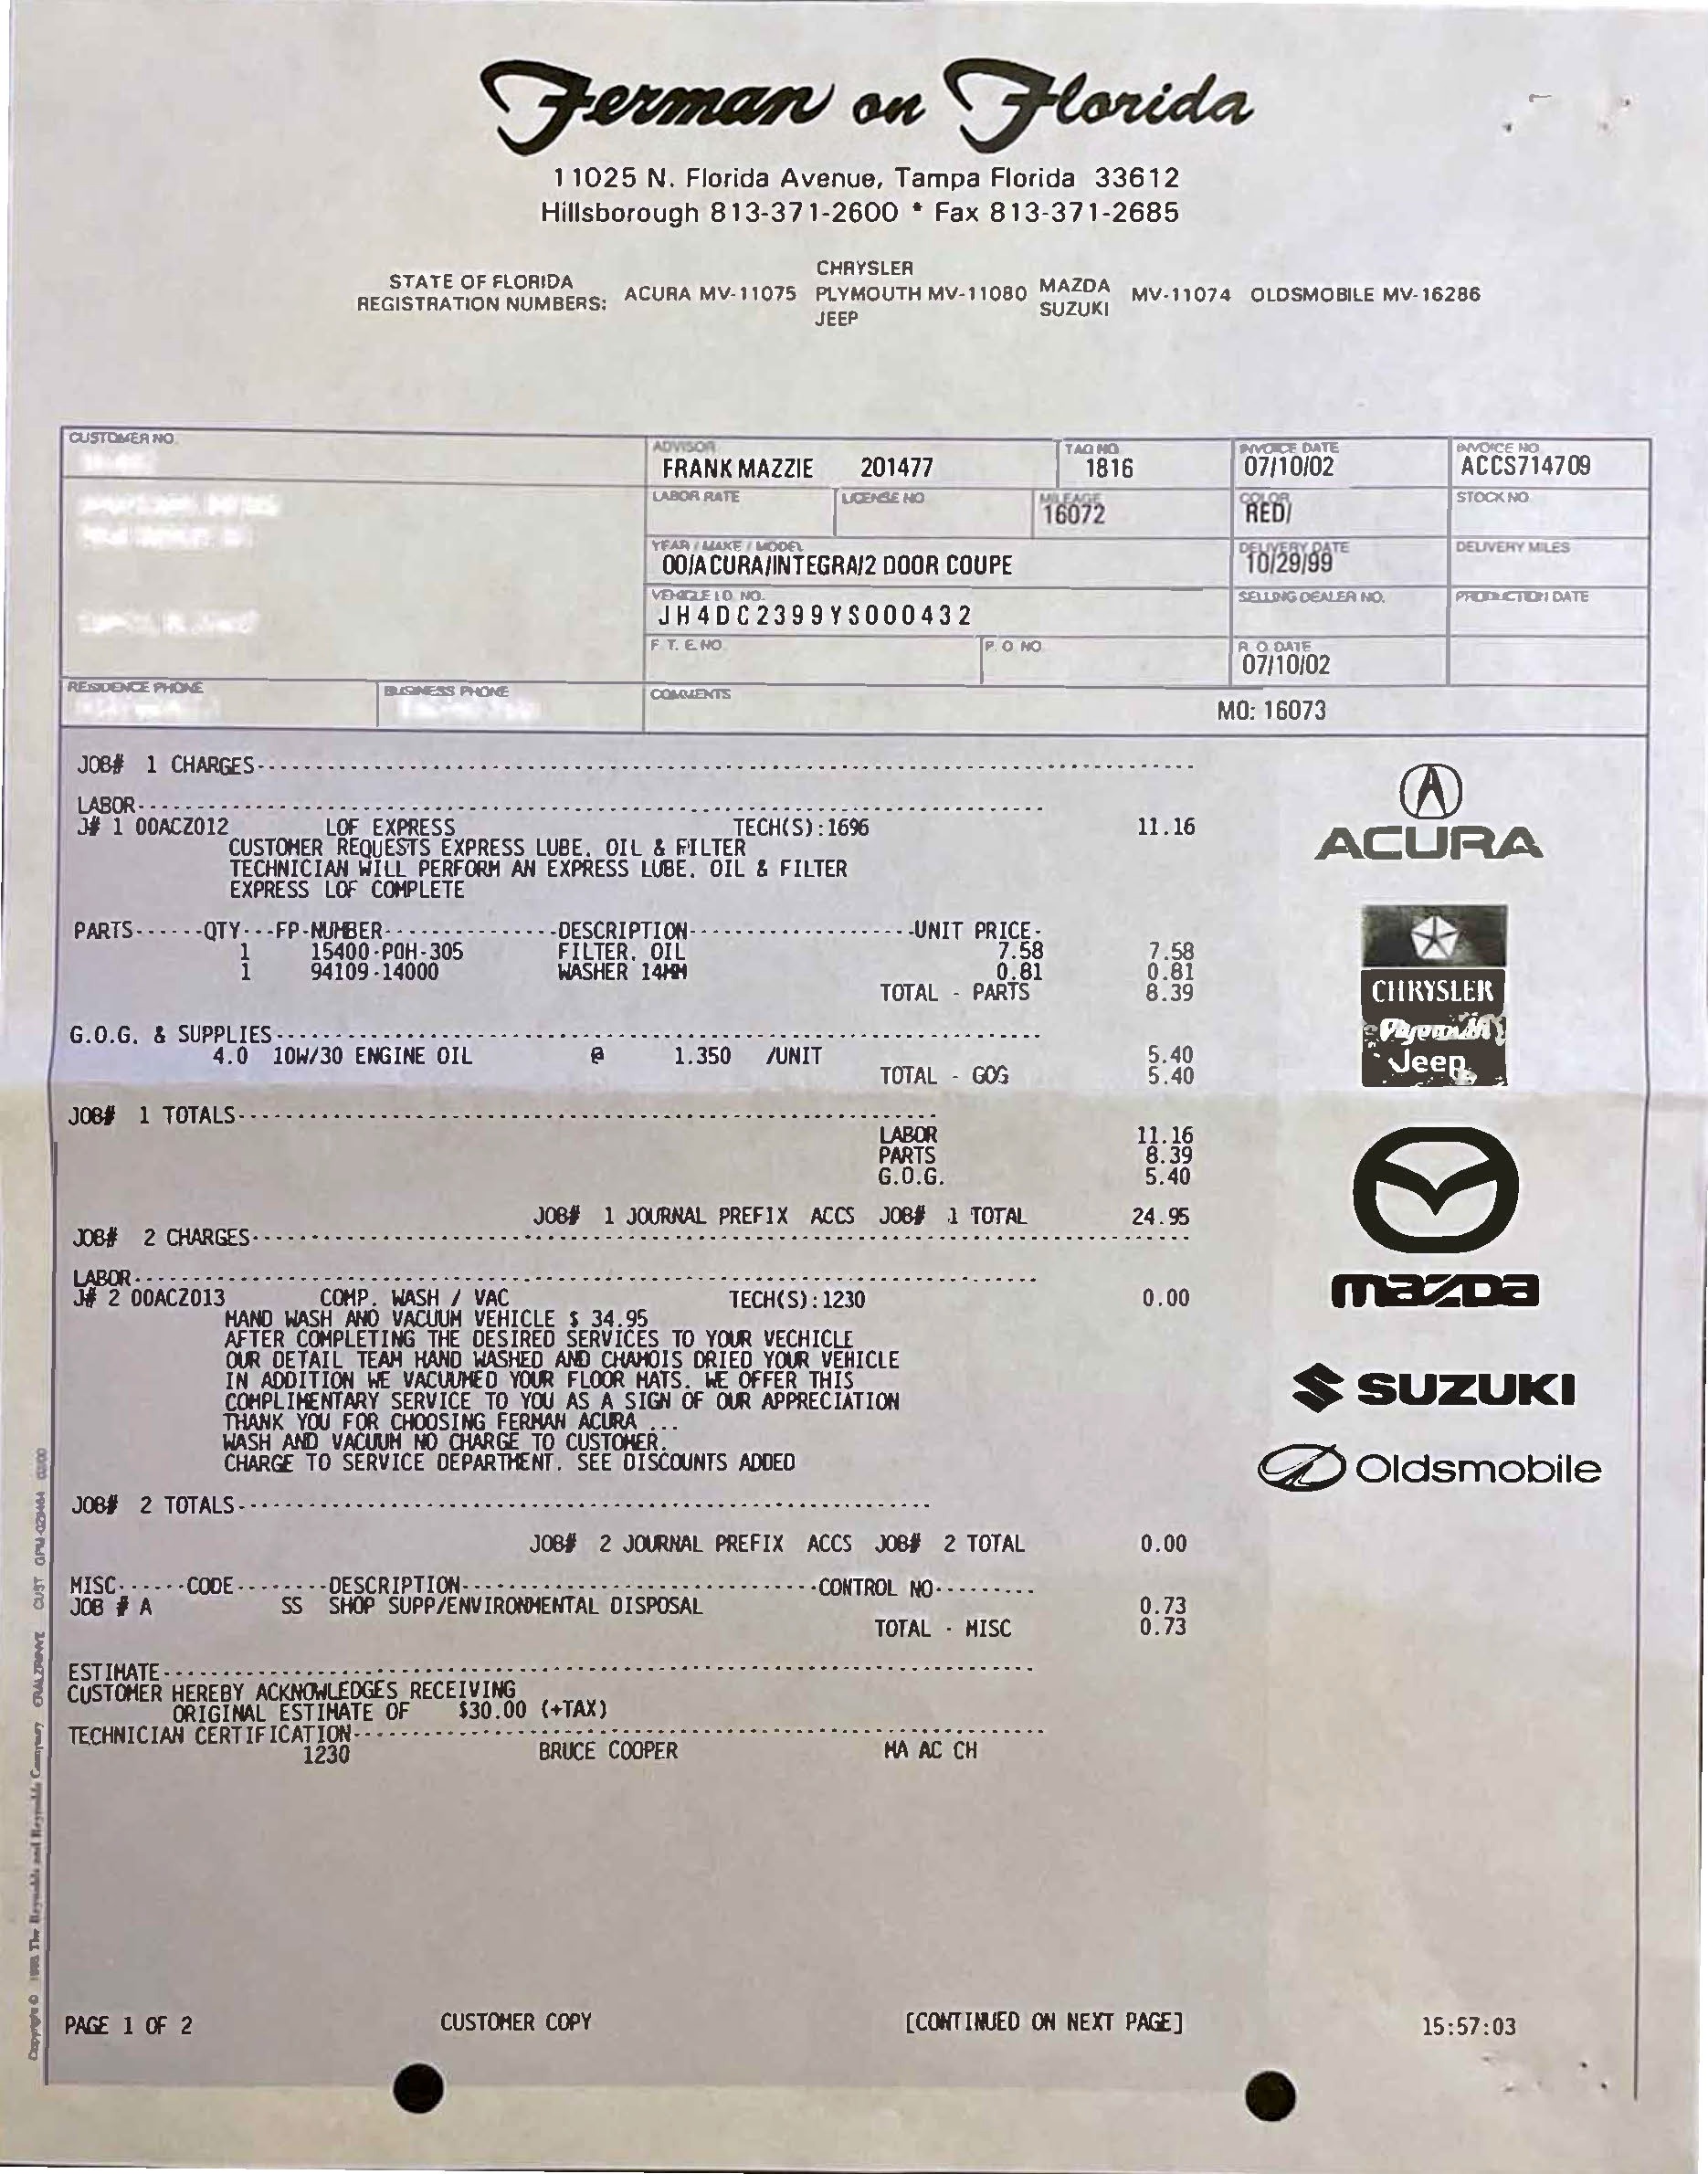 Ferman on Florida
11025 N. Florida Avenue, Tampa Florida 33612
Hillsborough 813-371-2600 * Fax 813-371-2685
STATE OF FLORIDA
REGISTRATION NUMBERS: ACURA MV-11075 CHRYSLER PLYMOUTH JEEP MV-11080 MAZDA SUZUKI MV-11074 OLDSMOBILE MV-16286
CUSTOMER NO.
ADVISOR TAG NO. INVOICE DATE INVOICE NO.
FRANK MAZZIE 201477 1816 07/10/02 ACCS714709
LABOR RATE LICENSE NO. MILEAGE COLOR STOCK NO.
16072 RED/
YEAR / MAKE / MODEL DELIVERY DATE DELIVERY MILES
00/ACURA/INTEGRA/2 DOOR COUPE 10/29/99
VEHICLE I.D. NO. SELLING DEALER NO. PRODUCTION DATE
JH4DC2399YS000432
F. T. E. NO. P. O. NO. R. O. DATE
07/10/02
RESIDENCE PHONE BUSINESS PHONE COMMENTS
MO: 16073
JOB# 1 CHARGES
LABOR
J# 1 00ACZ012 LOF EXPRESS TECH(S):1696 11.16
CUSTOMER REQUESTS EXPRESS LUBE, OIL & FILTER
TECHNICIAN WILL PERFORM AN EXPRESS LUBE, OIL & FILTER
EXPRESS LOF COMPLETE
PARTS------QTY---FP-NUMBER---------------DESCRIPTION--------------------UNIT PRICE-
1 15400-POH-305 FILTER, OIL 7.58 7.58
1 94109-14000 WASHER 14MM 0.81 0.81
TOTAL - PARTS 8.39
G.O.G. & SUPPLIES
4.0 10W/30 ENGINE OIL @ 1.350 /UNIT 5.40
TOTAL - GOG 5.40
JOB# 1 TOTALS
LABOR 11.16
PARTS 8.39
G.O.G. 5.40
JOB# 1 JOURNAL PREFIX ACCS JOB# 1 TOTAL 24.95
JOB# 2 CHARGES
LABOR
J# 2 00ACZ013 COMP. WASH / VAC TECH(S):1230 0.00
HAND WASH AND VACUUM VEHICLE $ 34.95
AFTER COMPLETING THE DESIRED SERVICES TO YOUR VECHICLE
OUR DETAIL TEAM HAND WASHED AND CHAMOIS DRIED YOUR VEHICLE
IN ADDITION WE VACUUMED YOUR FLOOR MATS. WE OFFER THIS
COMPLIMENTARY SERVICE TO YOU AS A SIGN OF OUR APPRECIATION
THANK YOU FOR CHOOSING FERMAN ACURA ...
WASH AND VACUUM NO CHARGE TO CUSTOMER.
CHARGE TO SERVICE DEPARTMENT. SEE DISCOUNTS ADDED
JOB# 2 TOTALS
JOB# 2 JOURNAL PREFIX ACCS JOB# 2 TOTAL 0.00
MISC------CODE---------DESCRIPTION------------------------------CONTROL NO---------
JOB # A SS SHOP SUPP/ENVIRONMENTAL DISPOSAL 0.73
TOTAL - MISC 0.73
ESTIMATE
CUSTOMER HEREBY ACKNOWLEDGES RECEIVING
ORIGINAL ESTIMATE OF $30.00 (+TAX)
TECHNICIAN CERTIFICATION
1230 BRUCE COOPER MA AC CH
ACURA
CHRYSLER
Plymouth
Jeep
mazda
SUZUKI
Oldsmobile
PAGE 1 OF 2 CUSTOMER COPY [CONTINUED ON NEXT PAGE] 15:57:03
The Reynolds and Reynolds Company